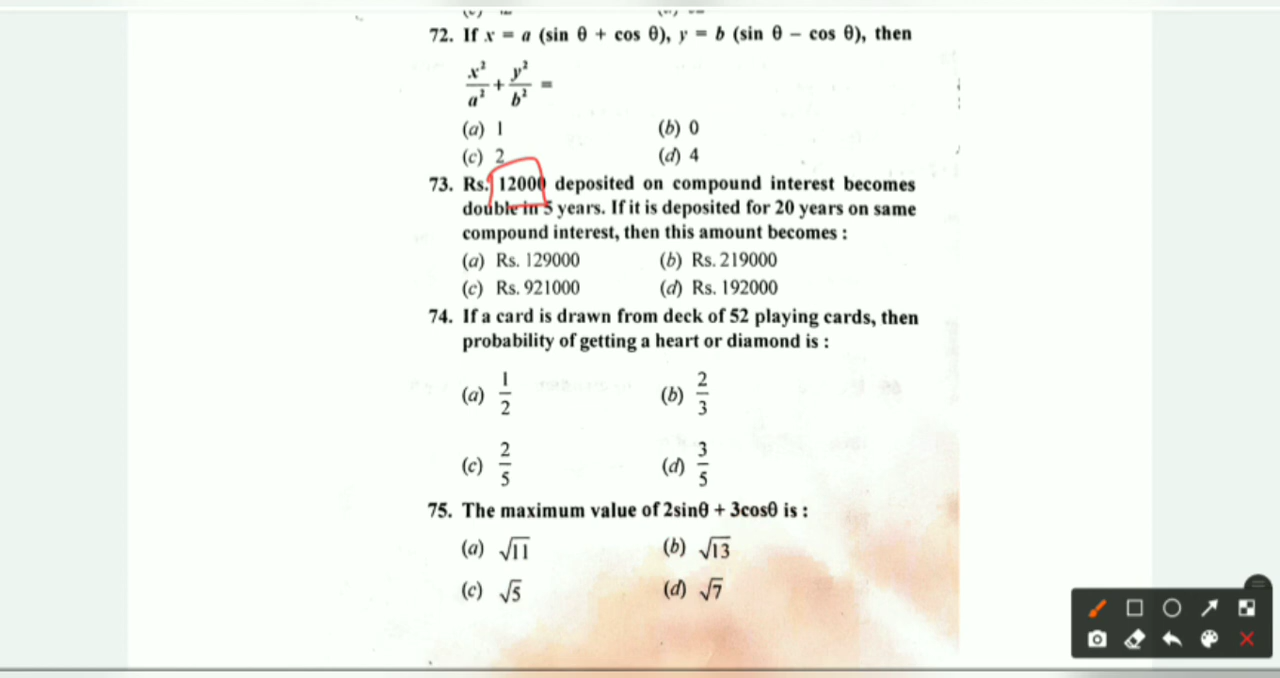 72. If x = a (sin θ + cos θ), y = b (sin θ − cos θ), then
x²/a² + y²/b² =
(a) 1 (b) 0
(c) 2 (d) 4
73. Rs. 12000 deposited on compound interest becomes
double in 5 years. If it is deposited for 20 years on same
compound interest, then this amount becomes :
(a) Rs. 129000 (b) Rs. 219000
(c) Rs. 921000 (d) Rs. 192000
74. If a card is drawn from deck of 52 playing cards, then
probability of getting a heart or diamond is :
(a) 1/2 (b) 2/3
(c) 2/5 (d) 3/5
75. The maximum value of 2sinθ + 3cosθ is :
(a) √11 (b) √13
(c) √5 (d) √7